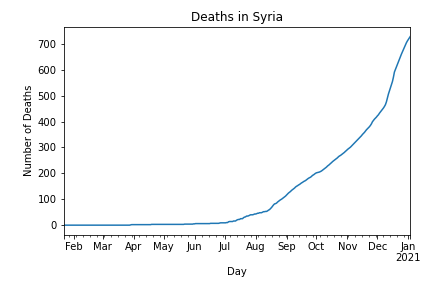 Deaths in Syria
Number of Deaths
700
600
500
400
300
200
100
0
Feb Mar Apr May Jun Jul Aug Sep Oct Nov Dec Jan
2021
Day